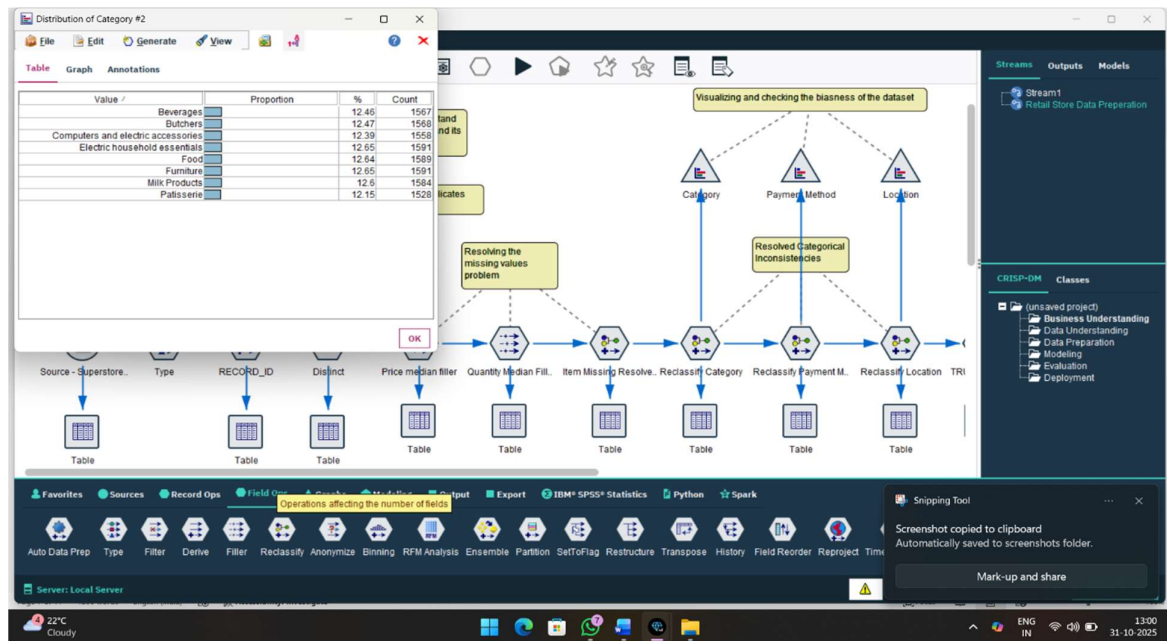 Distribution of Category #2
File Edit Generate View
Table Graph Annotations
Value Proportion % Count
Beverages 12.46 1567
Butchers 12.47 1568
Computers and electric accessories 12.39 1558
Electric household essentials 12.65 1591
Food 12.64 1589
Furniture 12.65 1591
Milk Products 12.6 1584
Patisserie 12.15 1528
OK
Visualizing and checking the biasness of the dataset
Category Payment Method Location
Resolving the
missing values
problem
Resolved Categorical
Inconsistencies
Source - Superstore.. Type RECORD_ID Distinct Price median filler Quantity Median Fill.. Item Missing Resolve.. Reclassify Category Reclassify Payment M.. Reclassify Location
Table Table Table Table Table Table Table Table Table
Streams Outputs Models
Stream1
Retail Store Data Preperation
CRISP-DM Classes
(unsaved project)
Business Understanding
Data Understanding
Data Preparation
Modeling
Evaluation
Deployment
Favorites Sources Record Ops Field Ops Output Export IBM® SPSS® Statistics Python Spark
Operations affecting the number of fields
Auto Data Prep Type Filter Derive Filler Reclassify Anonymize Binning RFM Analysis Ensemble Partition SetToFlag Restructure Transpose History Field Reorder Reproject
Server: Local Server
Snipping Tool
Screenshot copied to clipboard
Automatically saved to screenshots folder.
Mark-up and share
4
22°C
Cloudy
7
ENG
IN
13:00
31-10-2025